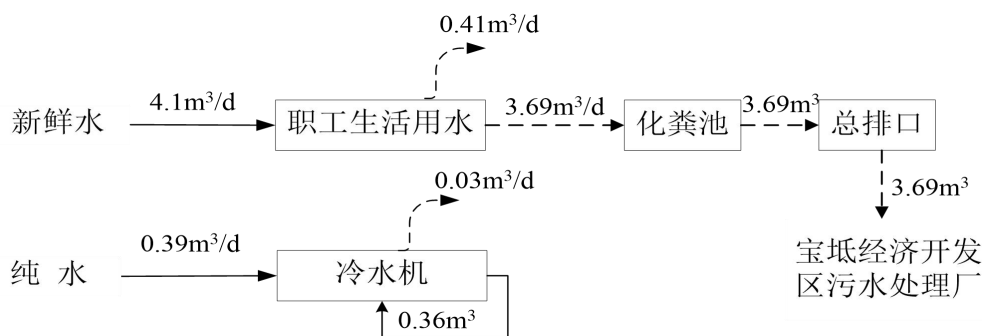 0.41m³/d
新鲜水
4.1m³/d
职工生活用水
3.69m³/d
化粪池
3.69m³
总排口
3.69m³
宝坻经济开发
区污水处理厂
0.03m³/d
纯 水
0.39m³/d
冷水机
0.36m³